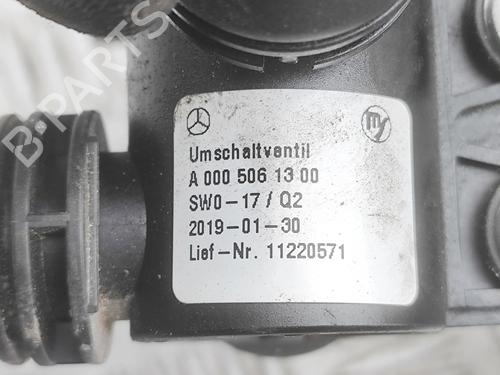 B-PARTS
Umschaltventil
A 000 506 13 00
SW0-17 / Q2
2019-01-30
Lief-Nr. 11220571